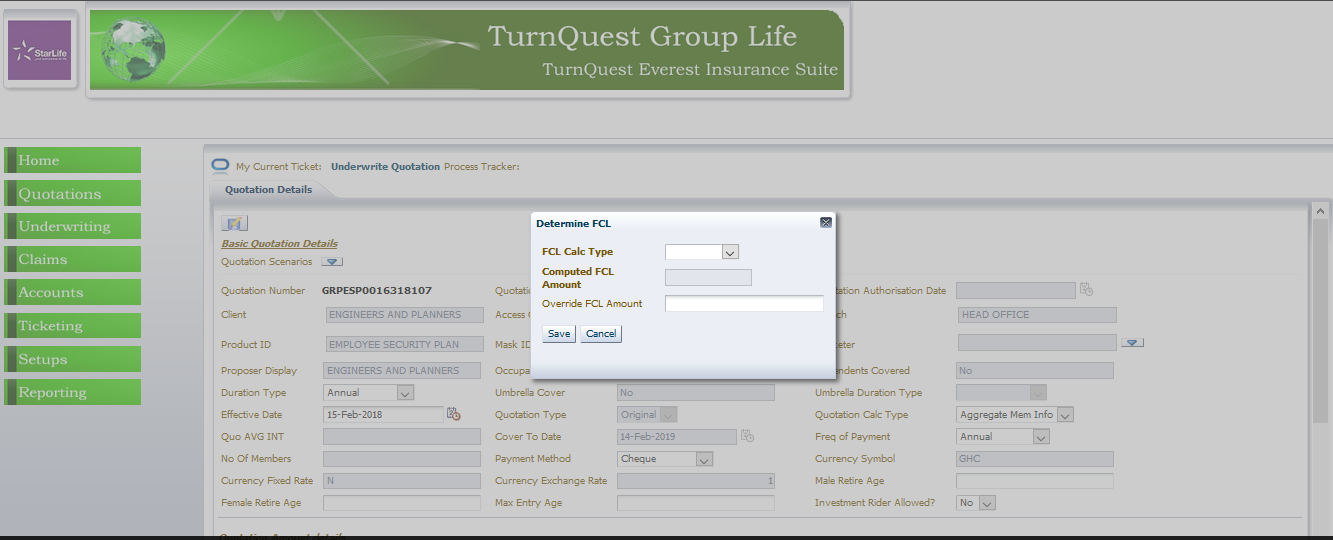 StarLife
TurnQuest Group Life
TurnQuest Everest Insurance Suite
Home
Quotations
Underwriting
Claims
Accounts
Ticketing
Setups
Reporting
My Current Ticket: Underwrite Quotation Process Tracker:
Quotation Details
Basic Quotation Details
Quotation Scenarios
Determine FCL
FCL Calc Type
Computed FCL
Amount
Override FCL Amount
Save Cancel
Quotation Number GRPESP0016318107 Quotatio tation Authorisation Date
Client ENGINEERS AND PLANNERS Access ch HEAD OFFICE
Product ID EMPLOYEE SECURITY PLAN Mask ID eter
Proposer Display ENGINEERS AND PLANNERS Occupa endents Covered No
Duration Type Annual Umbrella Cover No Umbrella Duration Type
Effective Date 15-Feb-2018 Quotation Type Original Quotation Calc Type Aggregate Mem Info
Quo AVG INT Cover To Date 14-Feb-2019 Freq of Payment Annual
No Of Members Payment Method Cheque Currency Symbol GHC
Currency Fixed Rate N Currency Exchange Rate 1 Male Retire Age
Female Retire Age Max Entry Age Investment Rider Allowed? No